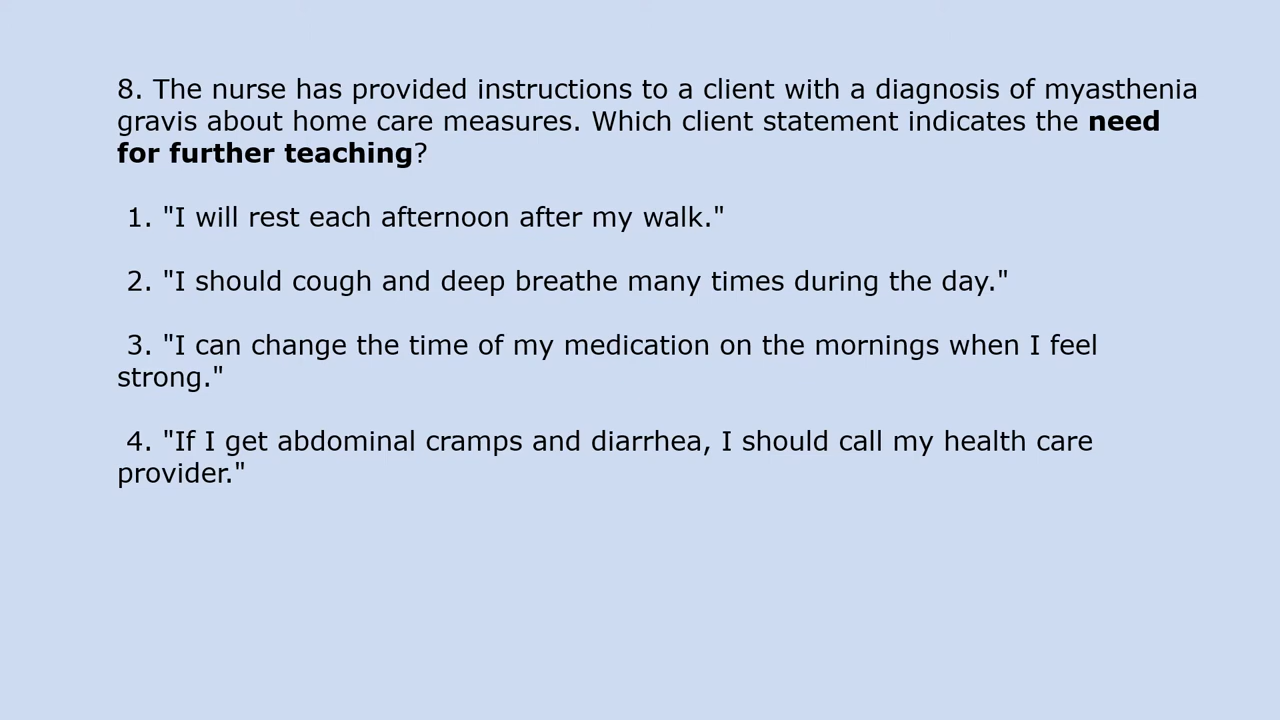 8. The nurse has provided instructions to a client with a diagnosis of myasthenia
gravis about home care measures. Which client statement indicates the need
for further teaching?
1. "I will rest each afternoon after my walk."
2. "I should cough and deep breathe many times during the day."
3. "I can change the time of my medication on the mornings when I feel
strong."
4. "If I get abdominal cramps and diarrhea, I should call my health care
provider."